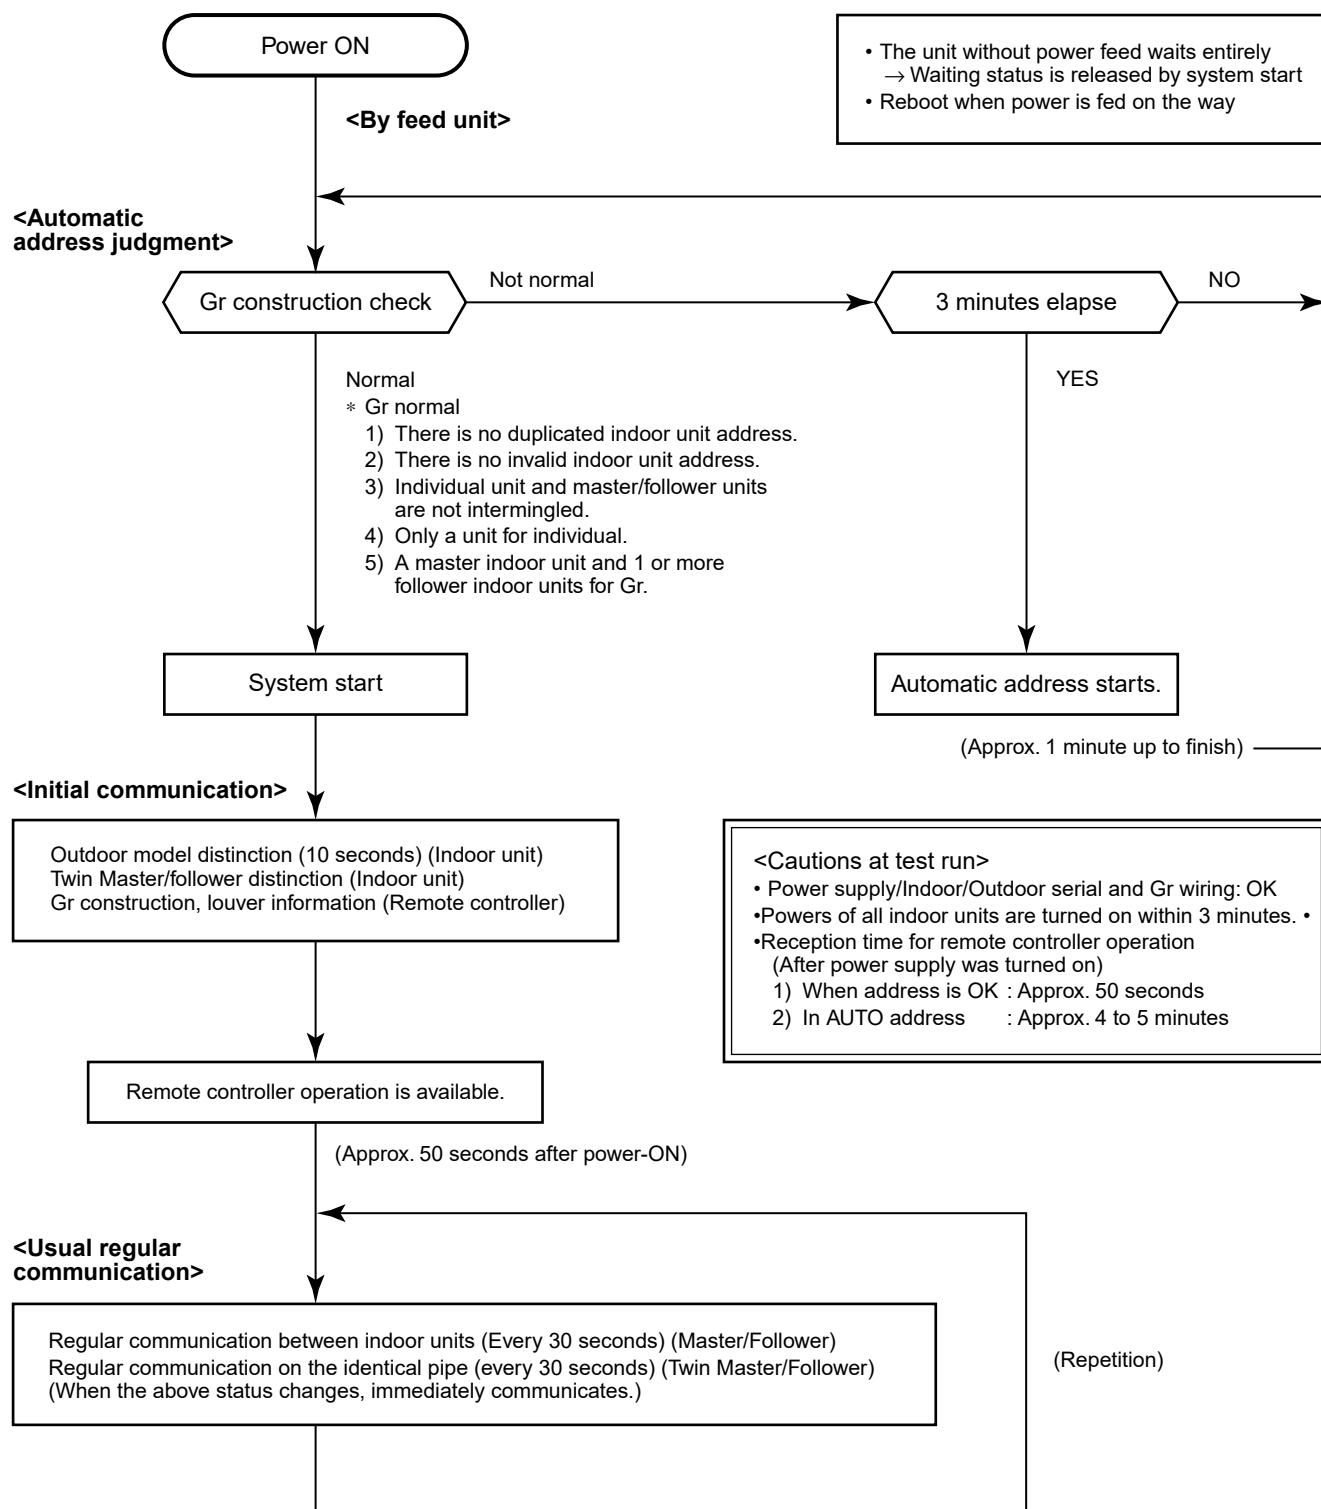 Power ON
• The unit without power feed waits entirely
→ Waiting status is released by system start
• Reboot when power is fed on the way
<By feed unit>
<Automatic
address judgment>
Gr construction check
Not normal
3 minutes elapse
NO
Normal
* Gr normal
1) There is no duplicated indoor unit address.
2) There is no invalid indoor unit address.
3) Individual unit and master/follower units
are not intermingled.
4) Only a unit for individual.
5) A master indoor unit and 1 or more
follower indoor units for Gr.
YES
System start
Automatic address starts.
(Approx. 1 minute up to finish)
<Initial communication>
Outdoor model distinction (10 seconds) (Indoor unit)
Twin Master/follower distinction (Indoor unit)
Gr construction, louver information (Remote controller)
<Cautions at test run>
• Power supply/Indoor/Outdoor serial and Gr wiring: OK
•Powers of all indoor units are turned on within 3 minutes. •
•Reception time for remote controller operation
(After power supply was turned on)
1) When address is OK : Approx. 50 seconds
2) In AUTO address : Approx. 4 to 5 minutes
Remote controller operation is available.
(Approx. 50 seconds after power-ON)
<Usual regular
communication>
Regular communication between indoor units (Every 30 seconds) (Master/Follower)
Regular communication on the identical pipe (every 30 seconds) (Twin Master/Follower)
(When the above status changes, immediately communicates.)
(Repetition)